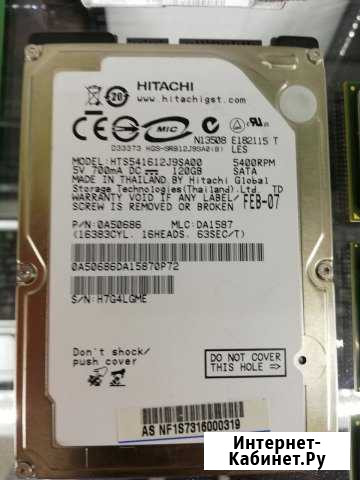 HITACHI
www.hitachigst.com
20
MIC
N13508 E182115 T
D33373 HGS-SRB12J9SA0(B) LES
MODEL: HTS541612J9SA00 5400RPM
5V 700mA DC 120GB SATA
MADE IN THAILAND BY Hitachi Global
Storage Technologies(Thailand)Ltd. TD
WARRANTY VOID IF ANY LABEL/ FEB-07
SCREW IS REMOVED OR BROKEN
P/N: 0A50686 MLC: DA1587
(16383CYL. 16HEADS. 63SEC/T)
0A50686DA15870P72
S/N: H7G4LGME
Don't shock/
push cover
DO NOT COVER
THIS HOLE
AS NF1S7316000319
Интернет-
Кабинет.Ру